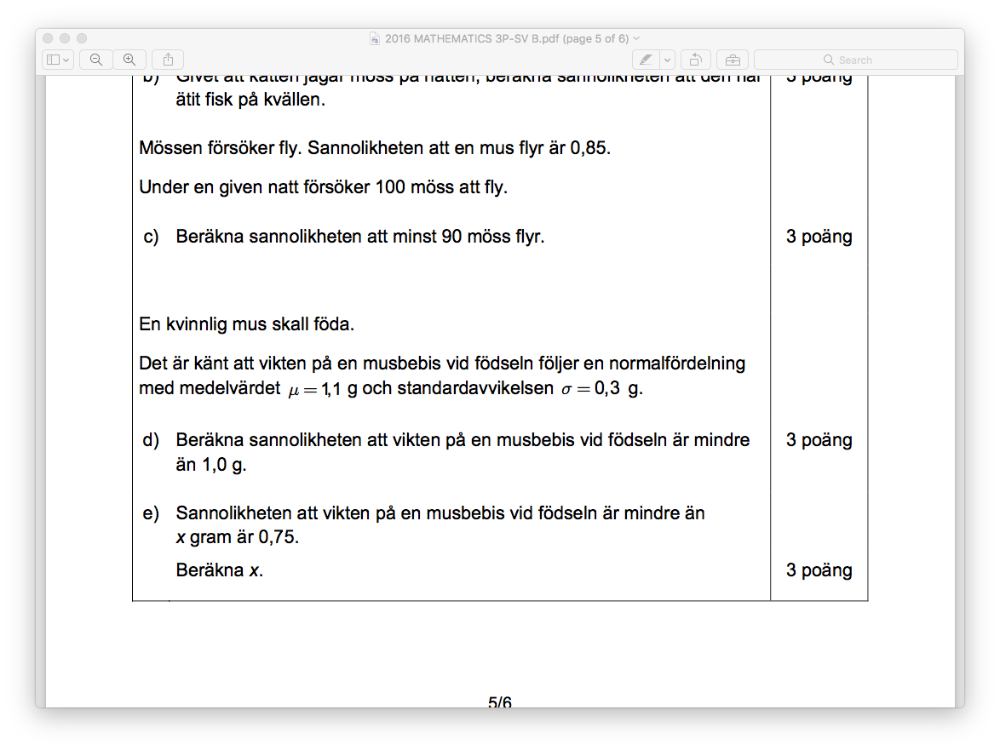 2016 MATHEMATICS 3P-SV B.pdf (page 5 of 6)
Search
b) Givet att katten jagar möss på natten, beräkna sannolikheten att den har 3 poäng
ätit fisk på kvällen.
Mössen försöker fly. Sannolikheten att en mus flyr är 0,85.
Under en given natt försöker 100 möss att fly.
c) Beräkna sannolikheten att minst 90 möss flyr. 3 poäng
En kvinnlig mus skall föda.
Det är känt att vikten på en musbebis vid födseln följer en normalfördelning
med medelvärdet μ = 1,1 g och standardavvikelsen σ = 0,3 g.
d) Beräkna sannolikheten att vikten på en musbebis vid födseln är mindre 3 poäng
än 1,0 g.
e) Sannolikheten att vikten på en musbebis vid födseln är mindre än
x gram är 0,75.
Beräkna x. 3 poäng
5/6